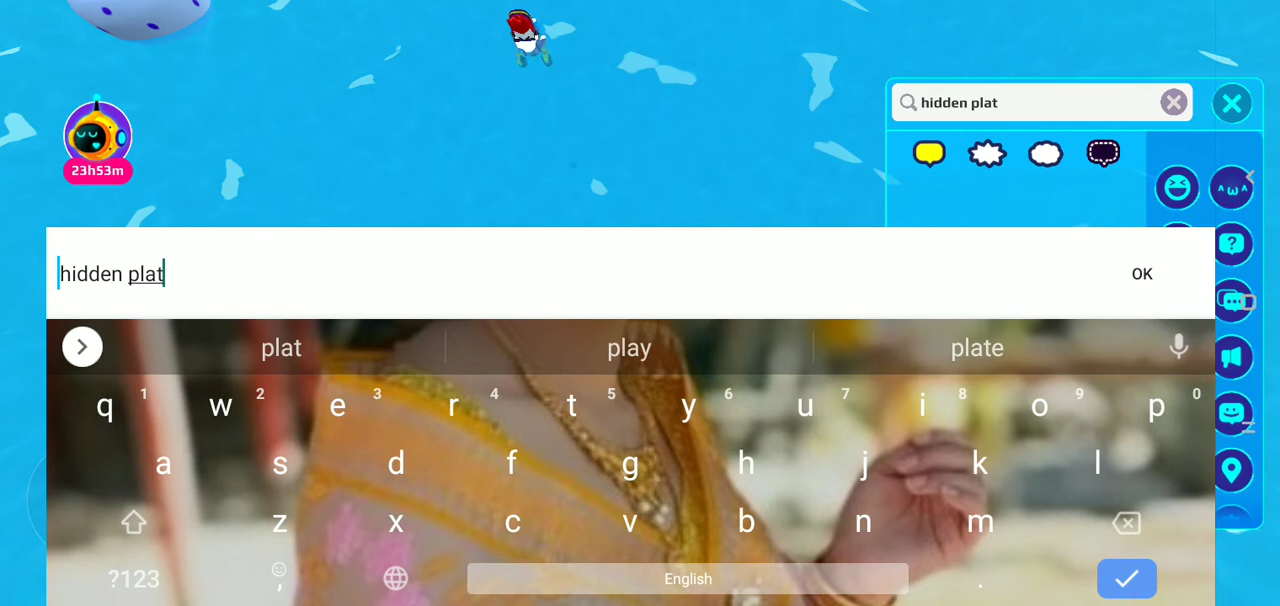 hidden plat
23h53m
^ω^
?
hidden plat
OK
plat play plate
1 2 3 4 5 6 7 8 9 0
q w e r t y u i o p
a s d f g h j k l
z x c v b n m
?123 , English .